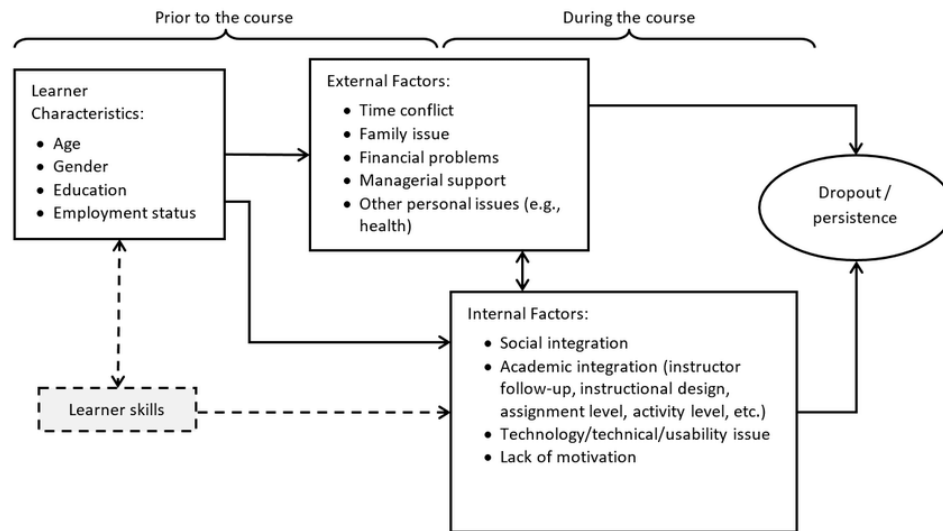 Prior to the course
During the course
Learner
Characteristics:
• Age
• Gender
• Education
• Employment status
External Factors:
• Time conflict
• Family issue
• Financial problems
• Managerial support
• Other personal issues (e.g.,
health)
Dropout /
persistence
Internal Factors:
• Social integration
• Academic integration (instructor
follow-up, instructional design,
assignment level, activity level, etc.)
• Technology/technical/usability issue
• Lack of motivation
Learner skills